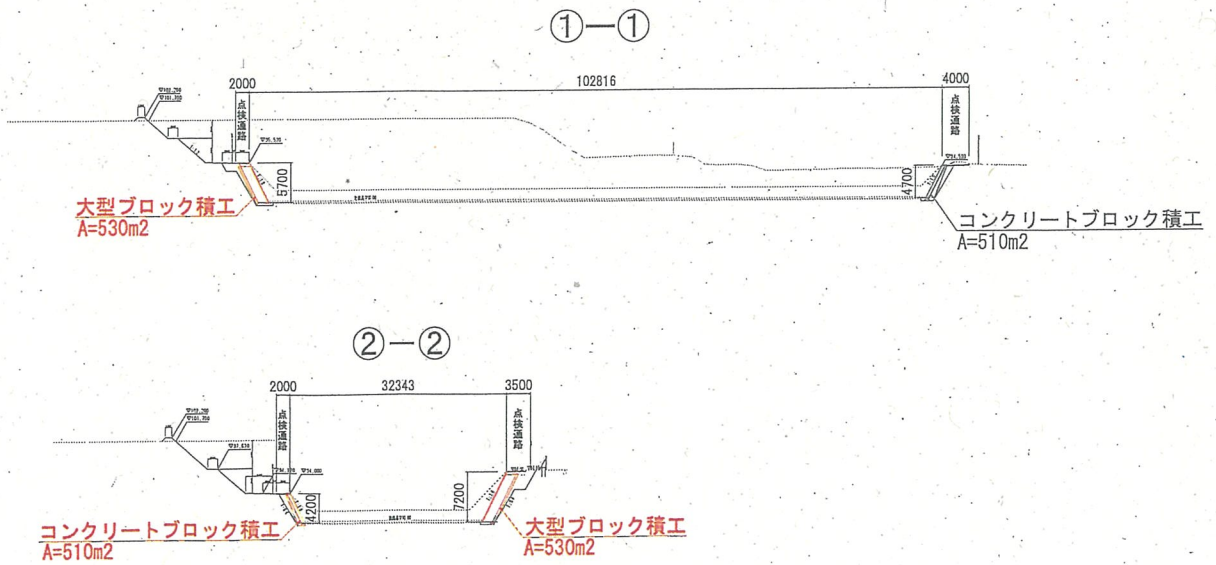 ①―①
2000
102816
4000
点検通路
点検通路
5700
4700
大型ブロック積工
A=530m2
コンクリートブロック積工
A=510m2
②―②
2000
32343
3500
点検通路
点検通路
4200
7200
コンクリートブロック積工
A=510m2
大型ブロック積工
A=530m2